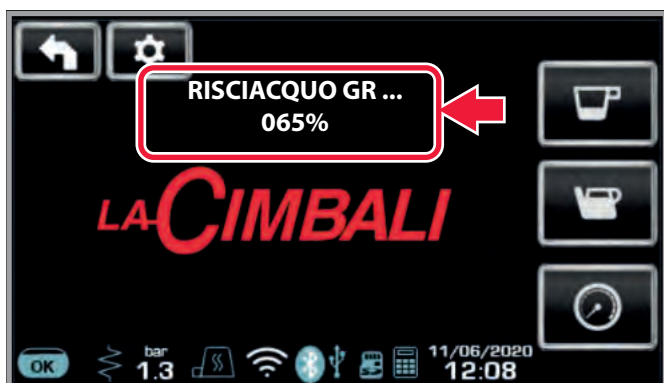 RISCIACQUO GR ...
065%
LA CIMBALI
OK
bar
1.3
11/06/2020
12:08